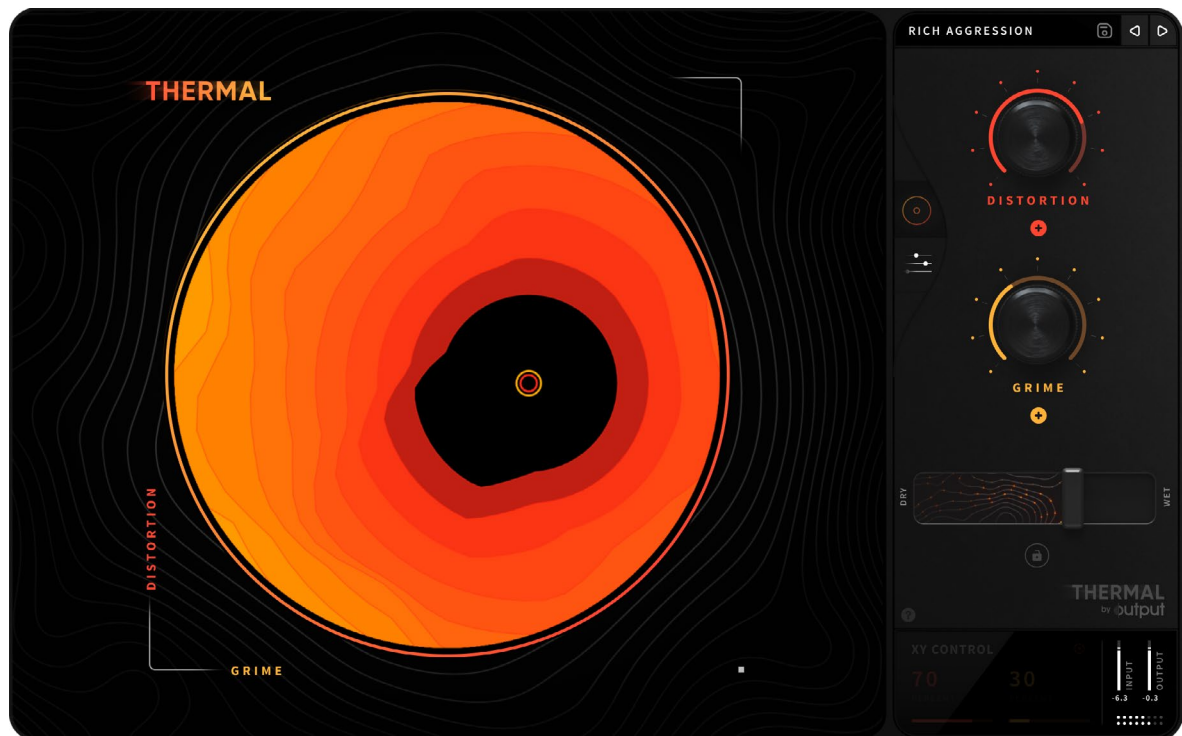 THERMAL
DISTORTION
GRIME
RICH AGGRESSION
DISTORTION
GRIME
DRY
WET
THERMAL
by output
?
XY CONTROL
70
30
INPUT
OUTPUT
-6.3
-0.3